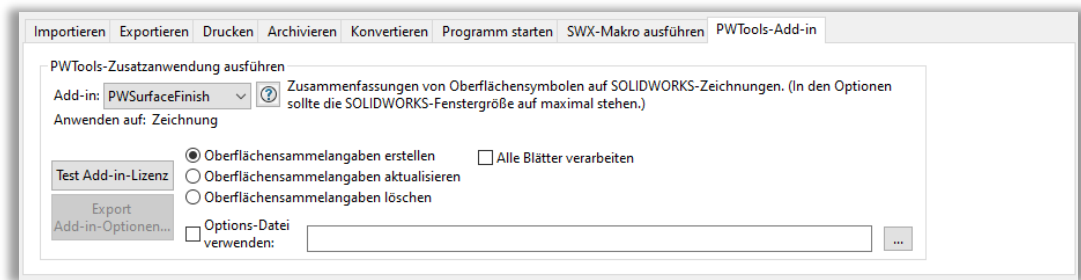 Importieren Exportieren Drucken Archivieren Konvertieren Programm starten SWX-Makro ausführen PWTools-Add-in
PWTools-Zusatzanwendung ausführen
Add-in: PWSurfaceFinish ? Zusammenfassungen von Oberflächensymbolen auf SOLIDWORKS-Zeichnungen. (In den Optionen
sollte die SOLIDWORKS-Fenstergröße auf maximal stehen.)
Anwenden auf: Zeichnung
Oberflächensammelangaben erstellen Alle Blätter verarbeiten
Test Add-in-Lizenz Oberflächensammelangaben aktualisieren
Oberflächensammelangaben löschen
Export
Add-in-Optionen...
Options-Datei
verwenden: ...